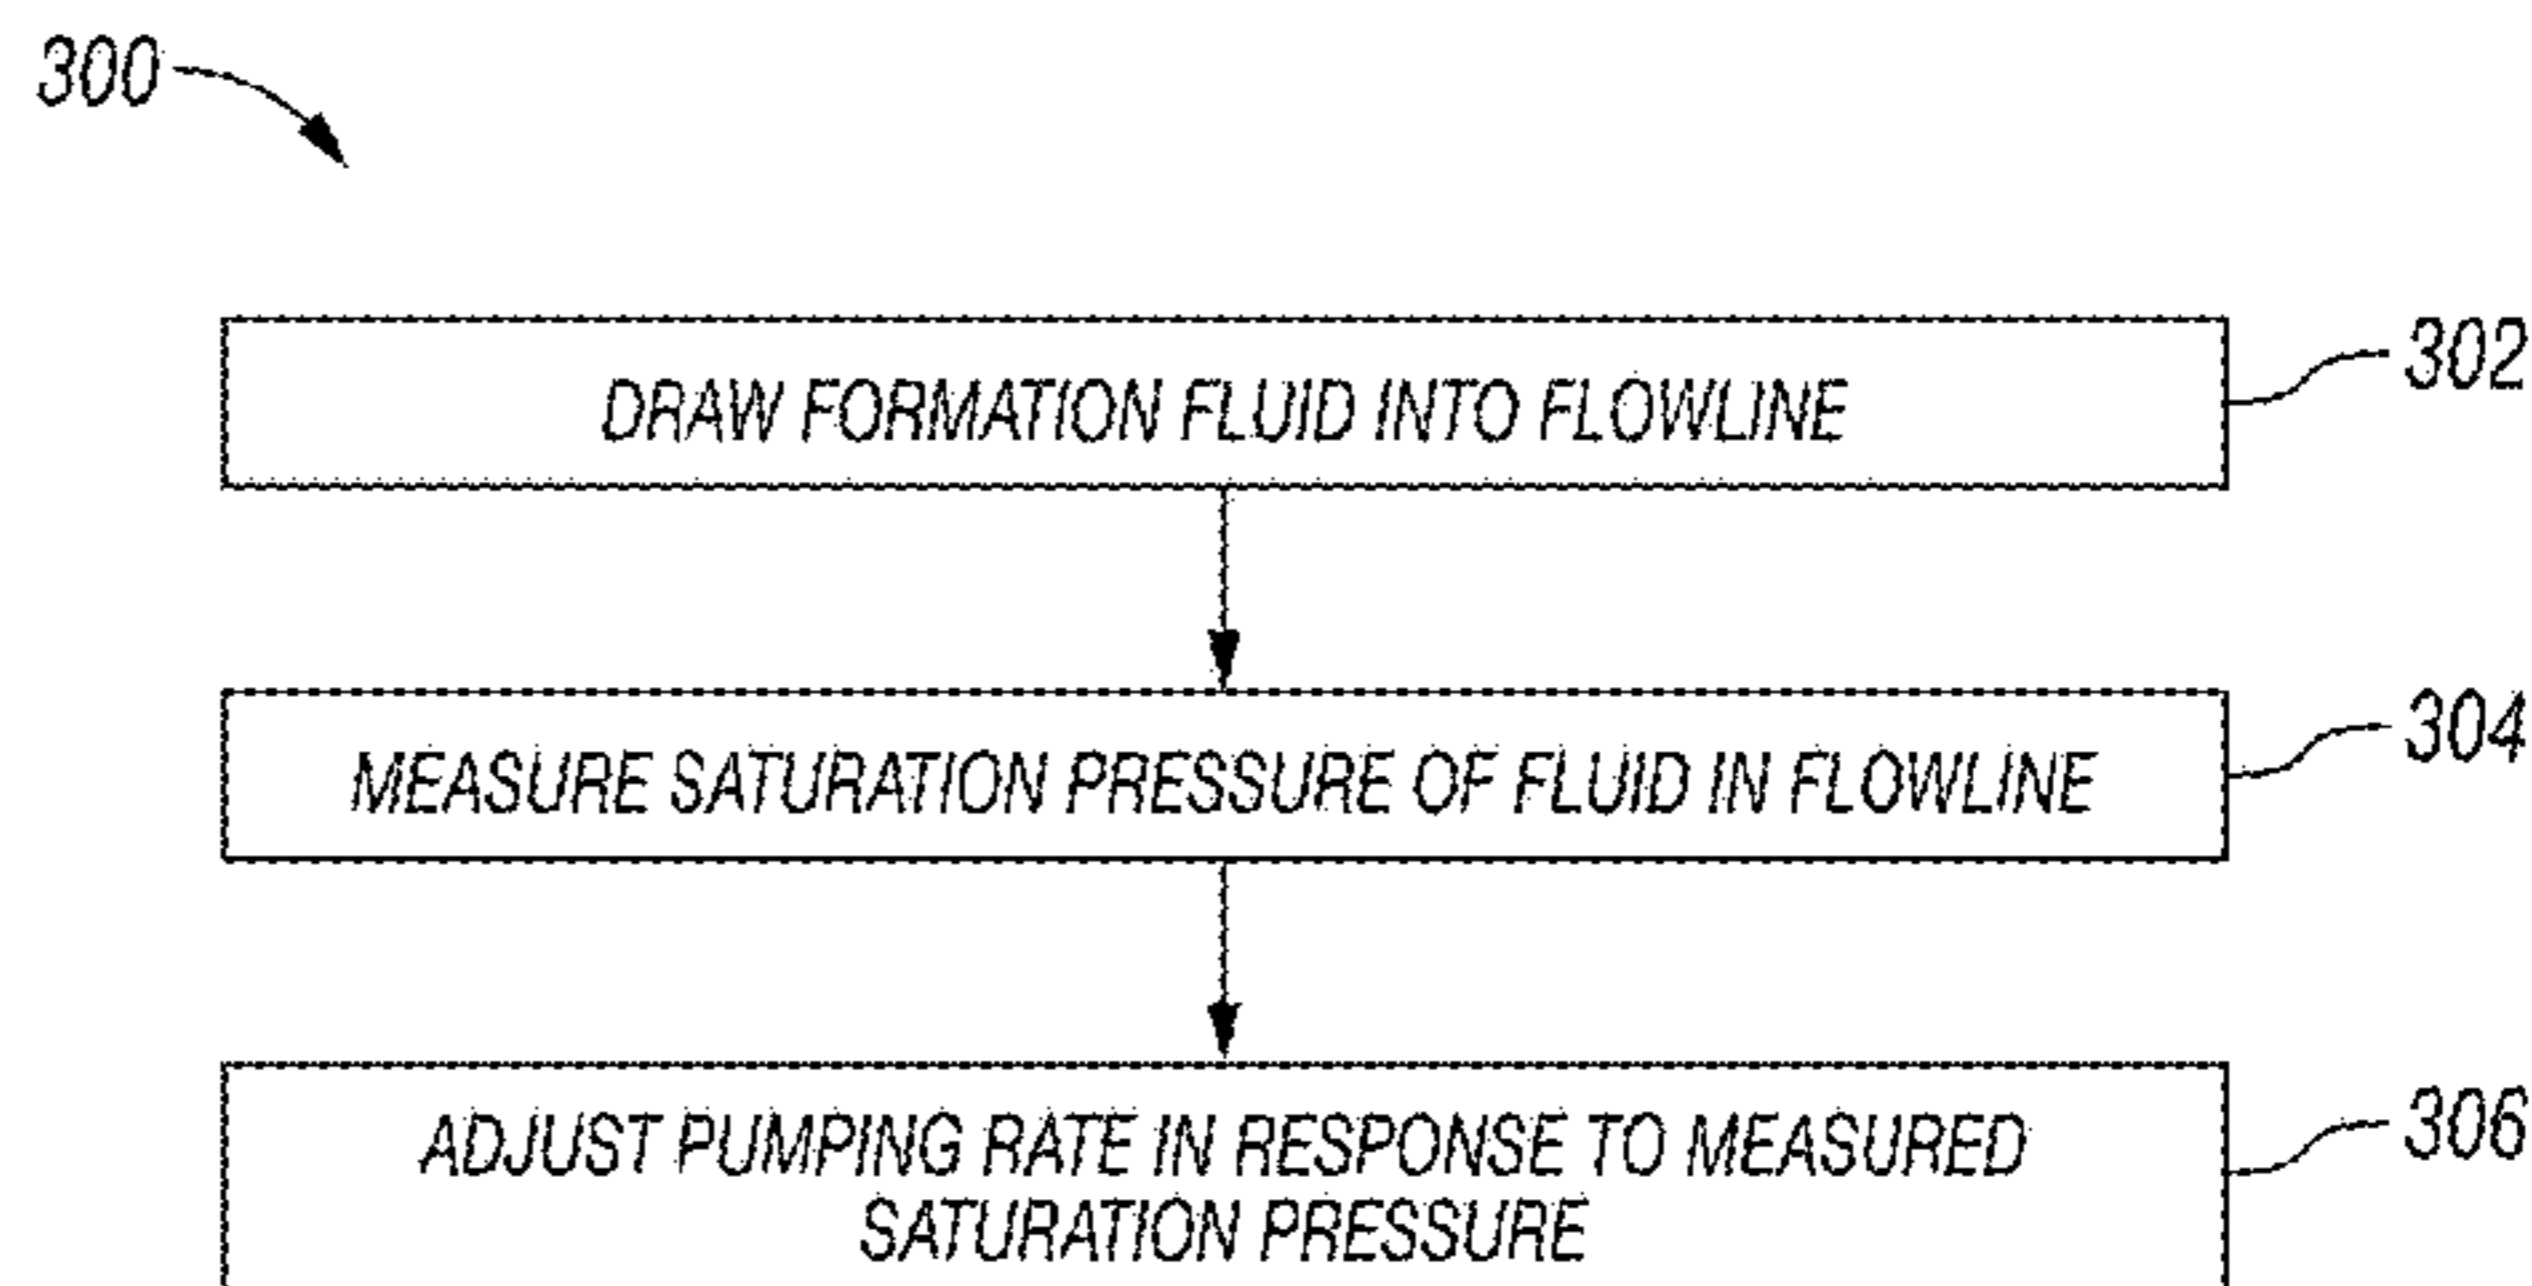 300
DRAW FORMATION FLUID INTO FLOWLINE
302
MEASURE SATURATION PRESSURE OF FLUID IN FLOWLINE
304
ADJUST PUMPING RATE IN RESPONSE TO MEASURED
SATURATION PRESSURE
306